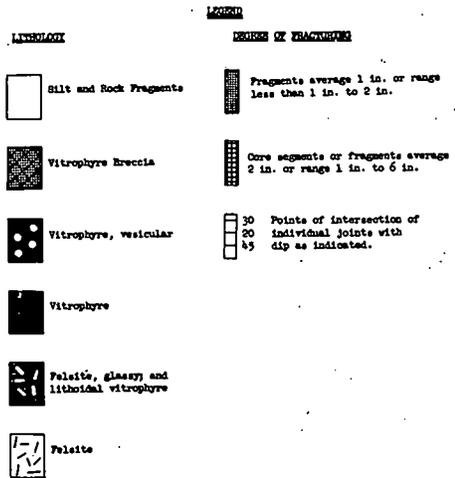 LEGEND
LITHOLOGY
DEGREE OF FRACTURING
Silt and Rock Fragments
Fragments average 1 in. or range
less than 1 in. to 2 in.
Vitrophyre Breccia
Core segments or fragments average
2 in. or range 1 in. to 6 in.
Vitrophyre, vesicular
30 Points of intersection of
20 individual joints with
45 dip as indicated.
Vitrophyre
Felsite, glassy; and
lithoidal vitrophyre
Felsite